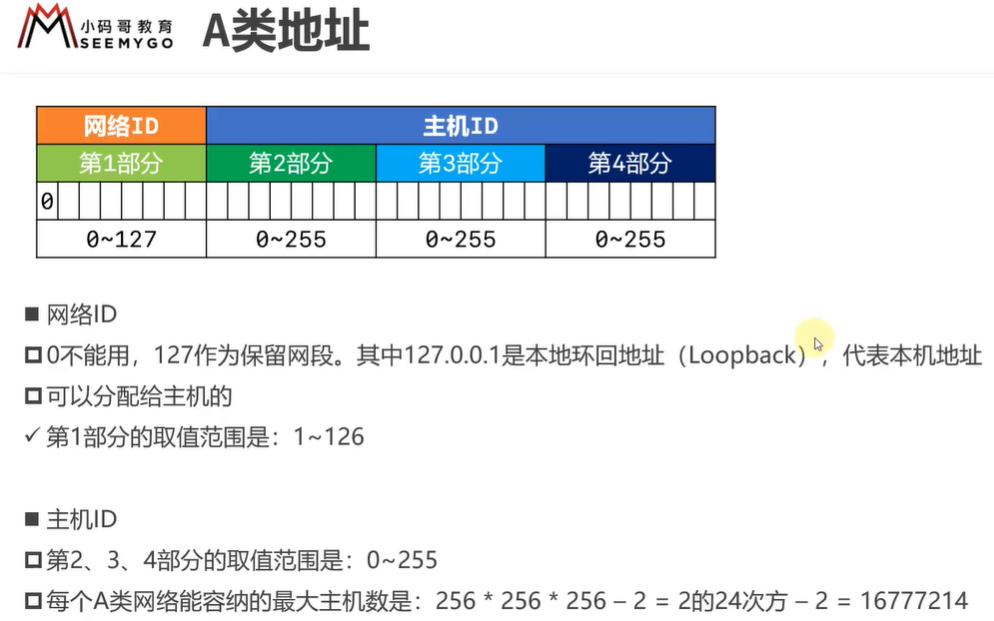 小码哥教育
SEEMYGO
A类地址
网络ID 主机ID
第1部分 第2部分 第3部分 第4部分
0
0~127 0~255 0~255 0~255
网络ID
0不能用，127作为保留网段。其中127.0.0.1是本地环回地址（Loopback），代表本机地址
可以分配给主机的
✓ 第1部分的取值范围是：1~126
主机ID
第2、3、4部分的取值范围是：0~255
每个A类网络能容纳的最大主机数是：256 * 256 * 256 – 2 = 2的24次方 – 2 = 16777214